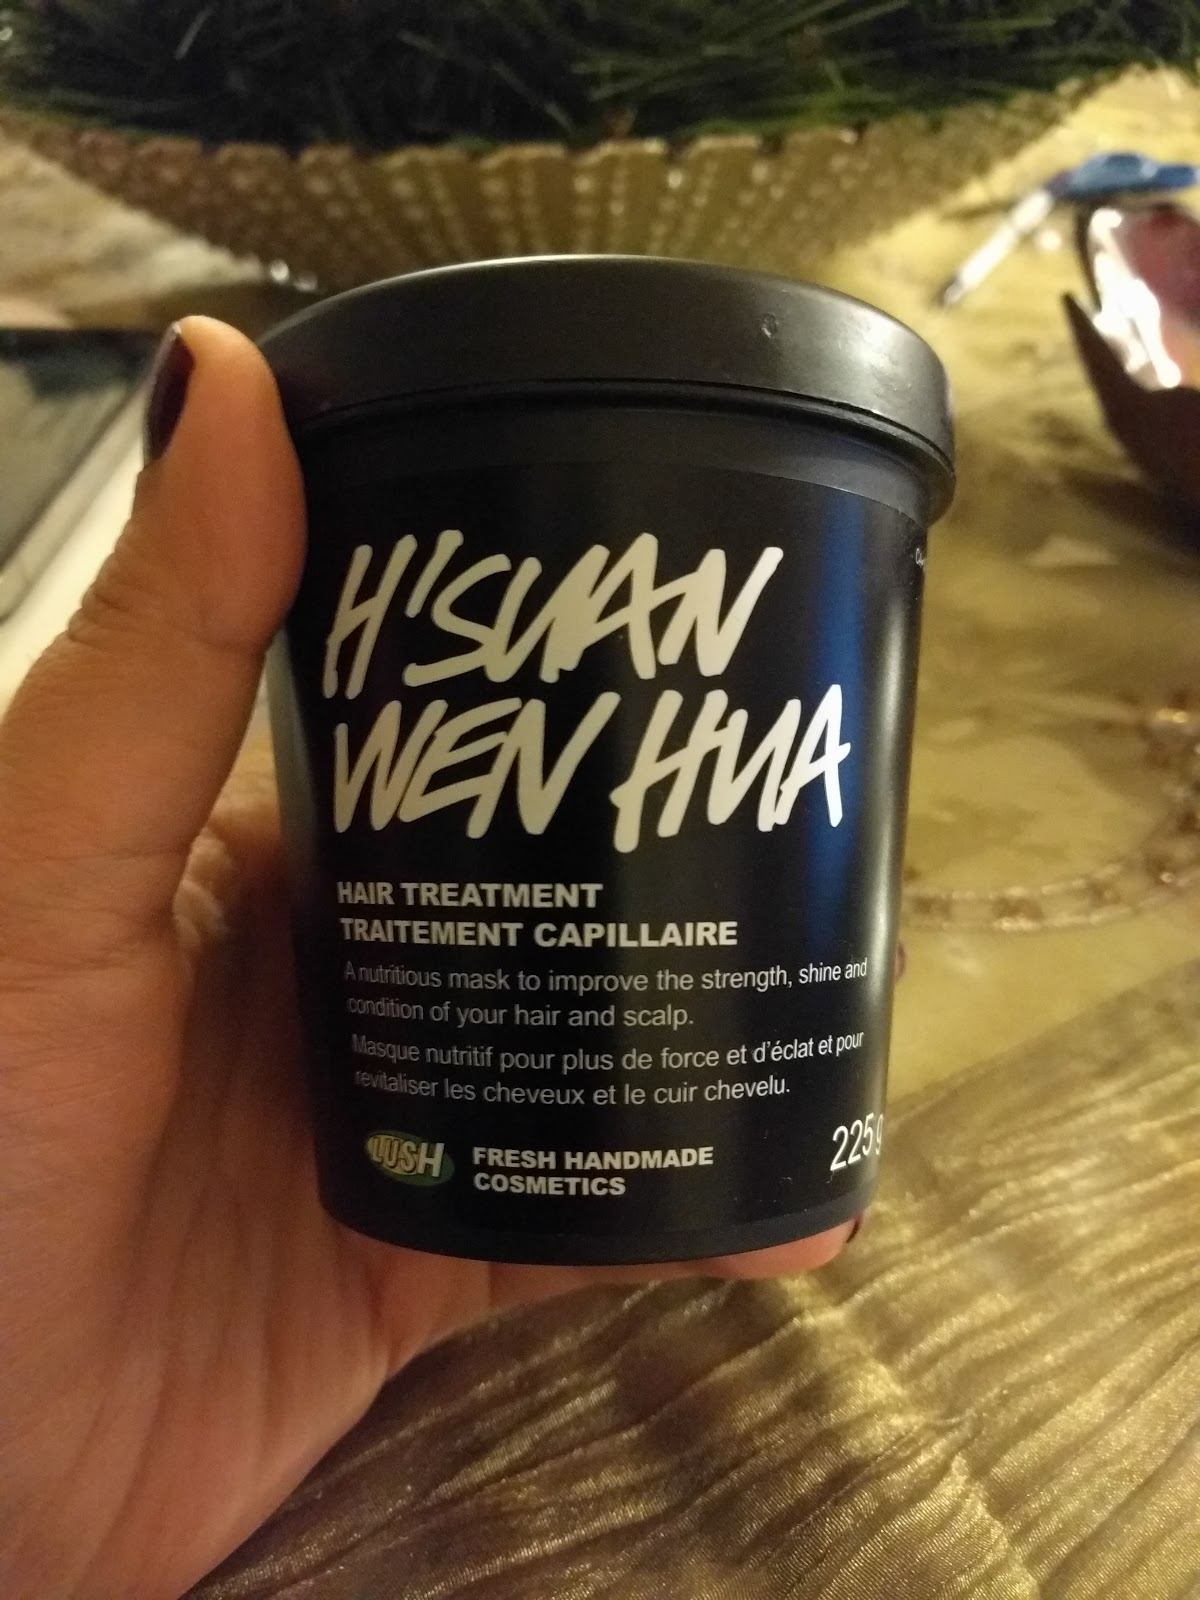 H'SUAN
WEN HUA
HAIR TREATMENT
TRAITEMENT CAPILLAIRE
A nutritious mask to improve the strength, shine and
condition of your hair and scalp.
Masque nutritif pour plus de force et d'éclat et pour
revitaliser les cheveux et le cuir chevelu.
LUSH FRESH HANDMADE
COSMETICS
225g